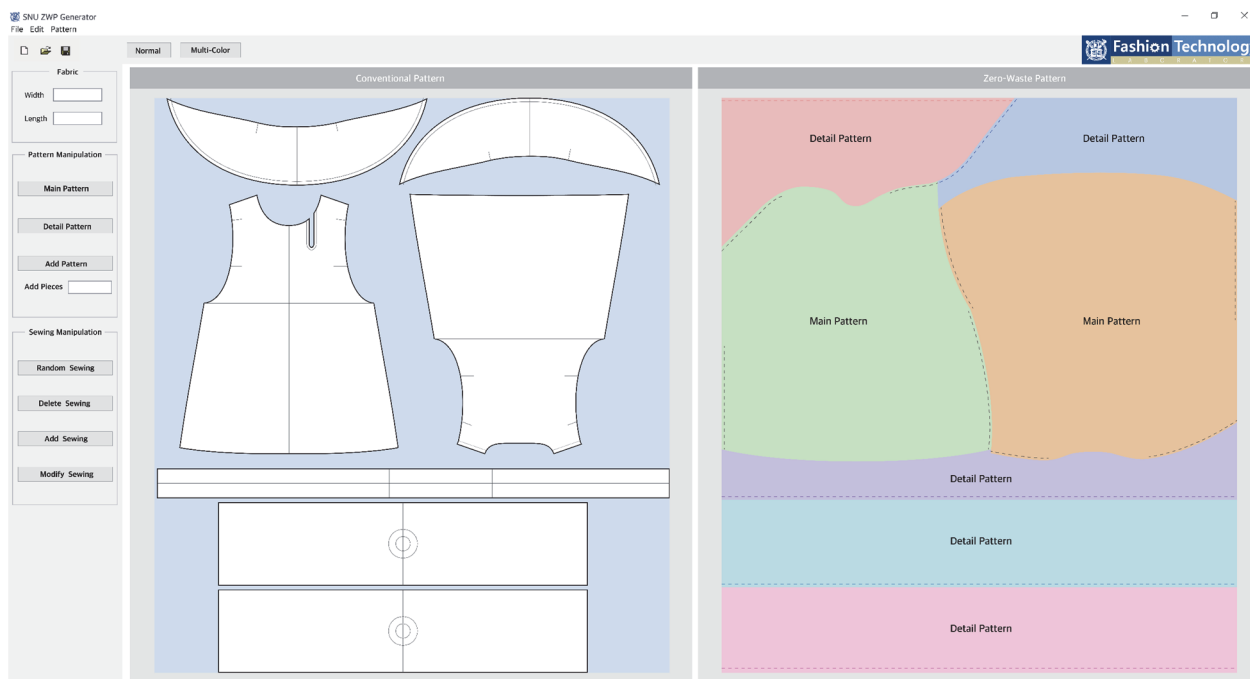 SNU ZWP Generator
File Edit Pattern
Normal
Multi-Color
Fashion Technolog
LABORATOR
Fabric
Width
Length
Pattern Manipulation
Main Pattern
Detail Pattern
Add Pattern
Add Pieces
Sewing Manipulation
Random Sewing
Delete Sewing
Add Sewing
Modify Sewing
Conventional Pattern
Zero-Waste Pattern
Detail Pattern
Detail Pattern
Main Pattern
Main Pattern
Detail Pattern
Detail Pattern
Detail Pattern